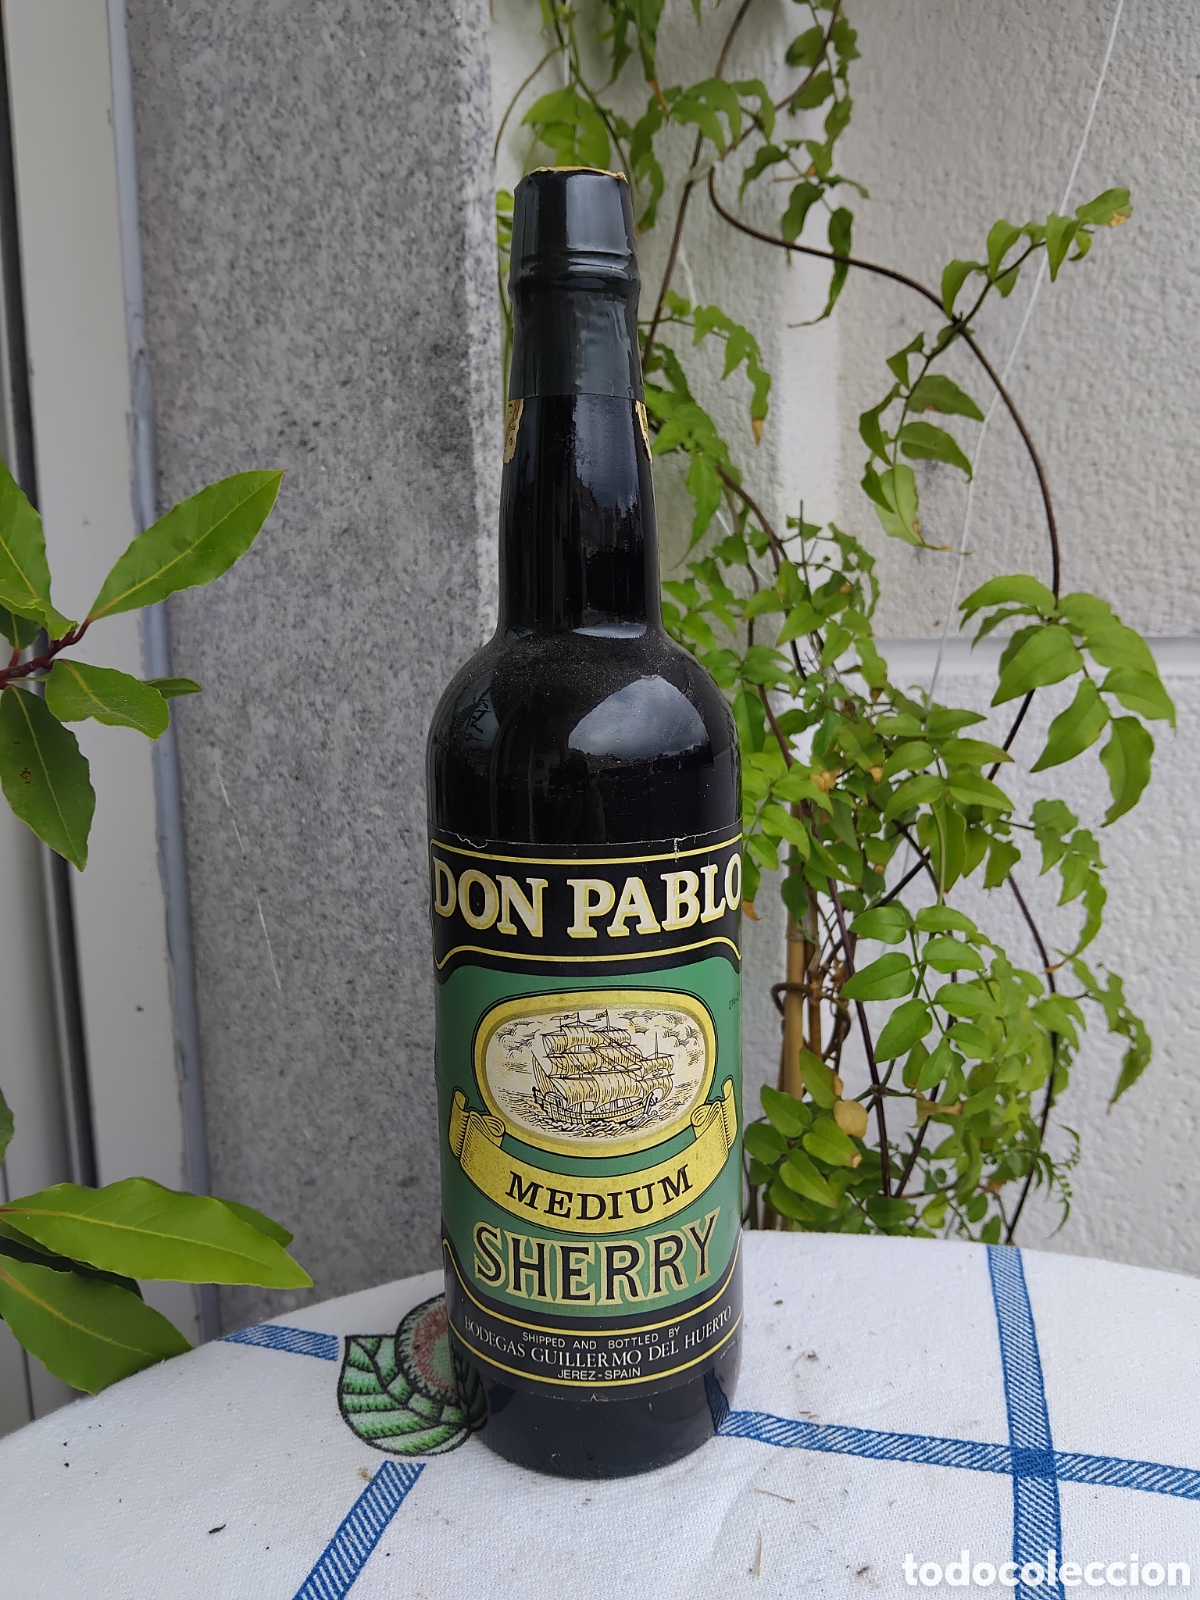 DON PABLO
MEDIUM
SHERRY
SHIPPED AND BOTTLED BY
BODEGAS GUILLERMO DEL HUERTO
JEREZ-SPAIN
todocoleccion